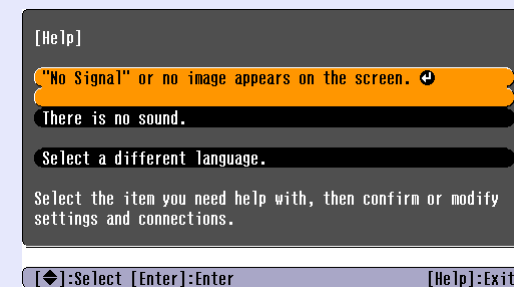 [Help]
"No Signal" or no image appears on the screen.
There is no sound.
Select a different language.
Select the item you need help with, then confirm or modify
settings and connections.
[◆]:Select [Enter]:Enter [Help]:Exit